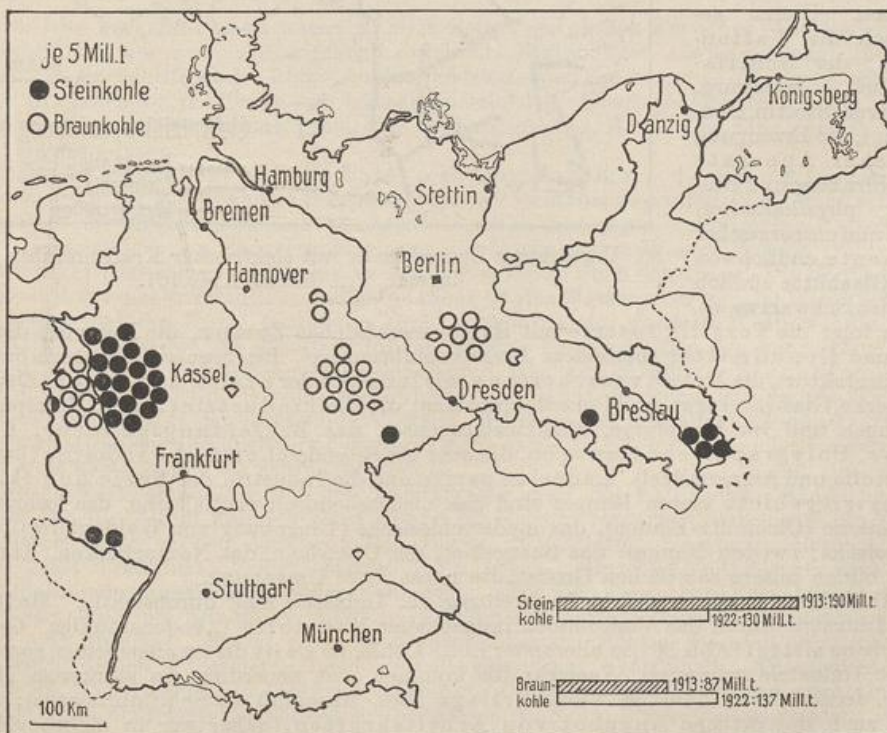 je 5 Mill.t
Steinkohle
Braunkohle
Königsberg
Danzig
Hamburg
Stettin
Bremen
Berlin
Hannover
Kassel
Dresden
Breslau
Frankfurt
Stuttgart
München
Stein-
kohle
1913:190 Mill.t.
1922:130 Mill.t.
Braun-
kohle
1913:87 Mill.t.
1922:137 Mill.t.
100 Km